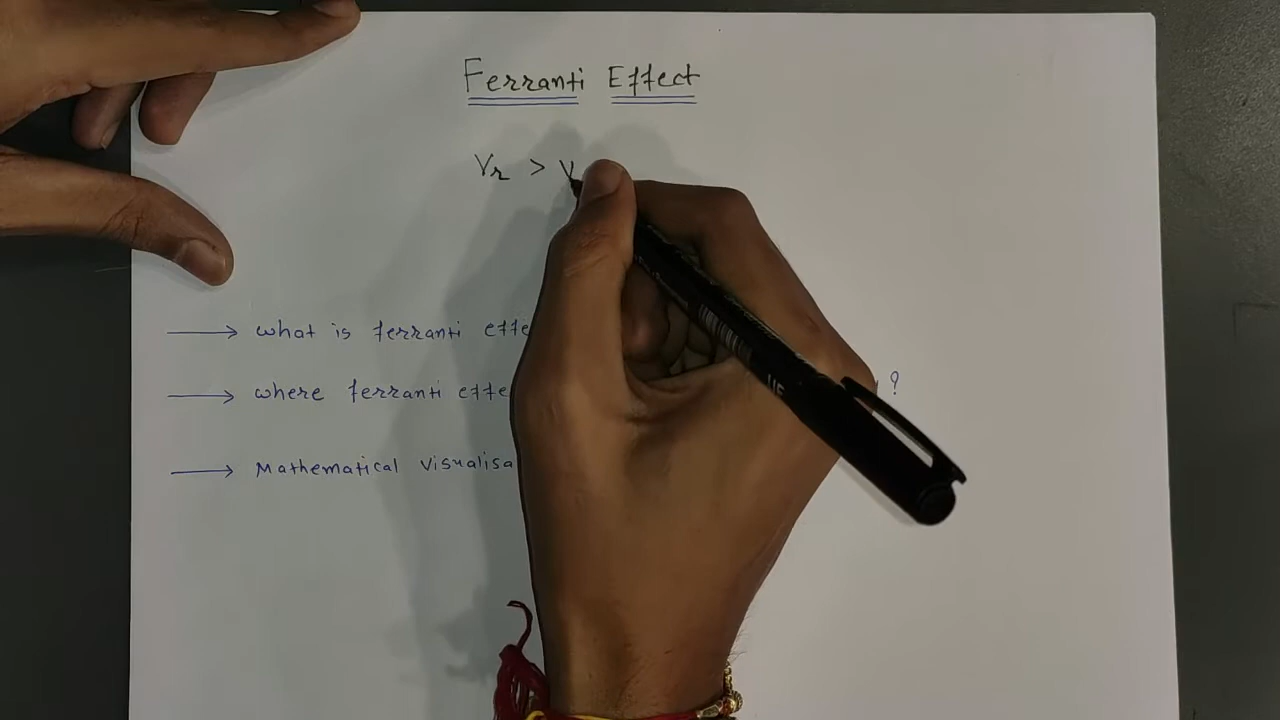 Ferranti Effect
Vr > V
→ what is ferranti effe
→ where ferranti effe ?
→ Mathematical visualisa